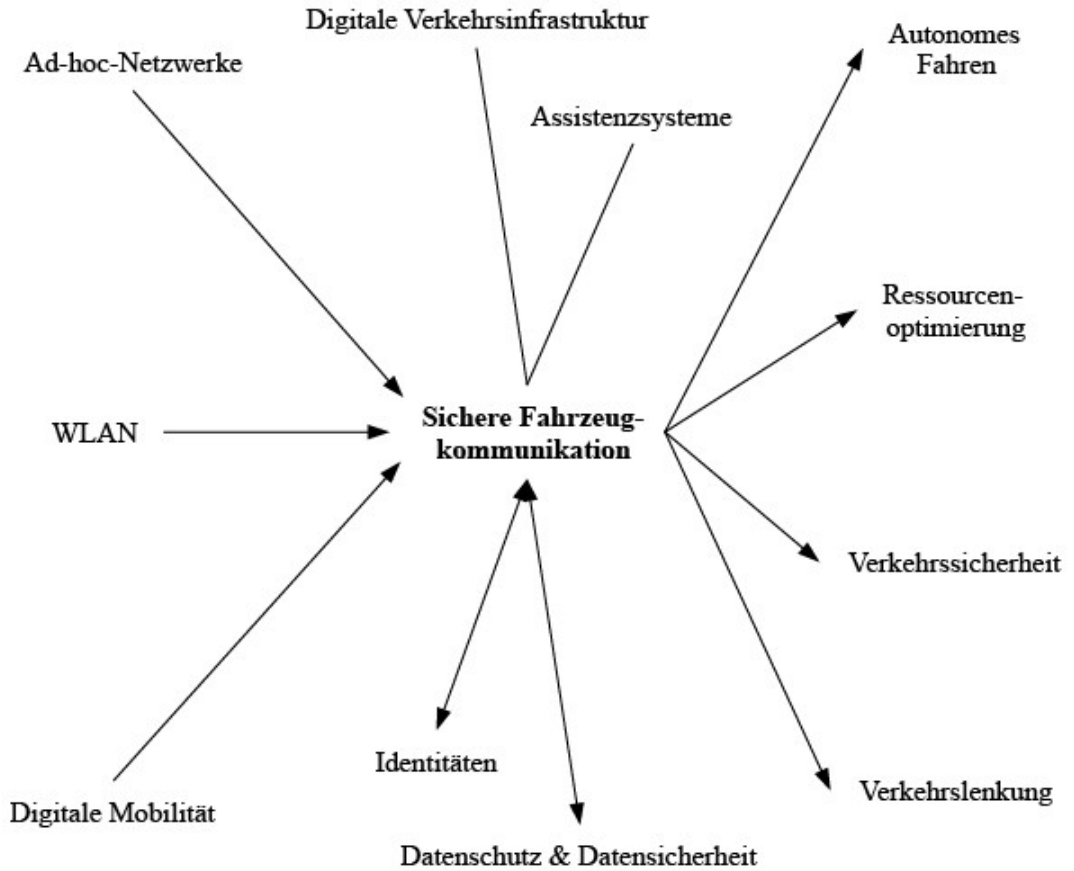 Digitale Verkehrsinfrastruktur
Autonomes
Fahren
Ad-hoc-Netzwerke
Assistenzsysteme
Ressourcen-
optimierung
Sichere Fahrzeug-
kommunikation
WLAN
Verkehrssicherheit
Identitäten
Verkehrslenkung
Digitale Mobilität
Datenschutz & Datensicherheit